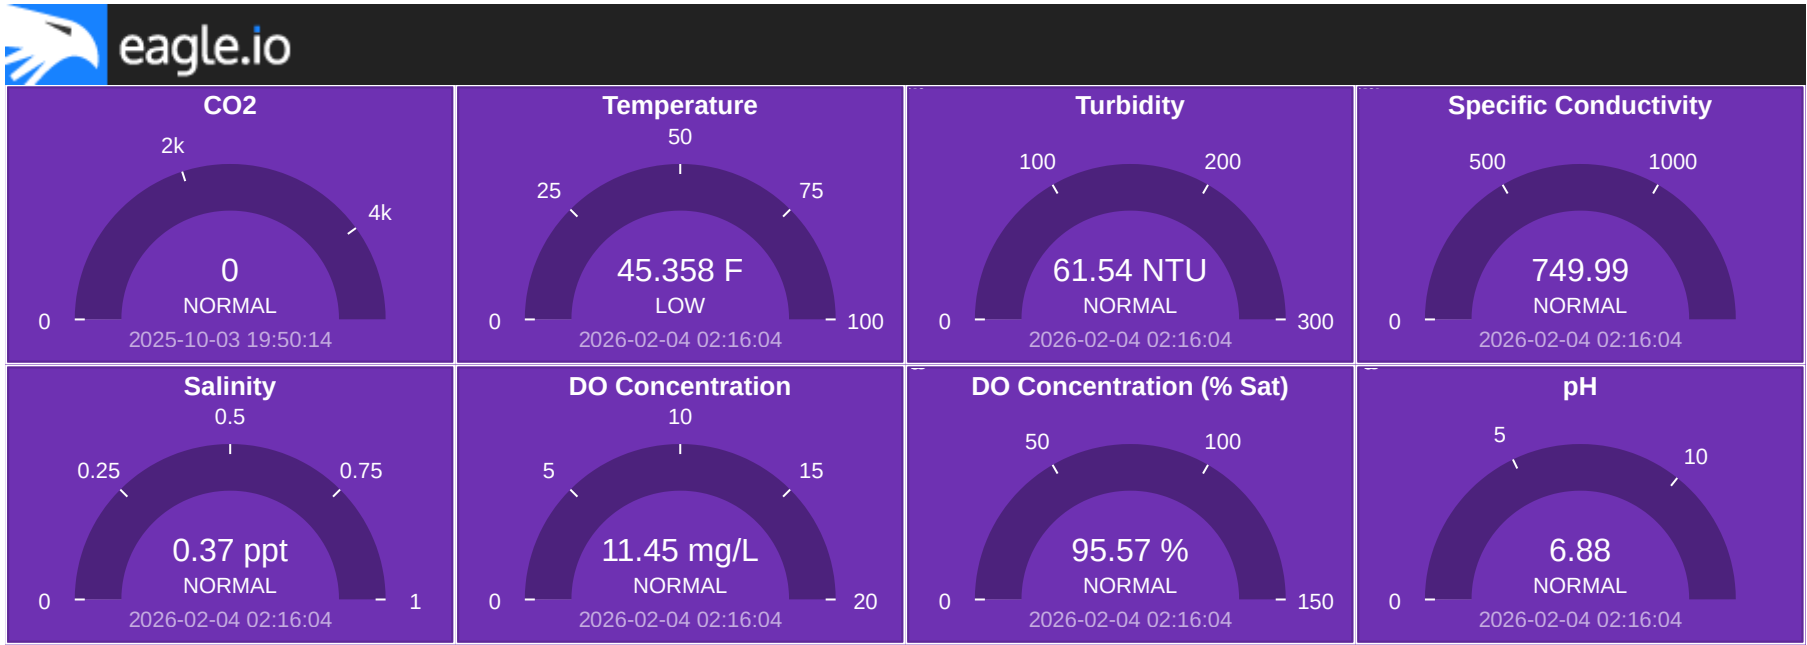 eagle.io
CO2
2k
4k
0
0
NORMAL
2025-10-03 19:50:14
Temperature
50
25
75
45.358 F
LOW
0
100
2026-02-04 02:16:04
Turbidity
100
200
61.54 NTU
NORMAL
0
300
2026-02-04 02:16:04
Specific Conductivity
500
1000
749.99
NORMAL
0
2026-02-04 02:16:04
Salinity
0.5
0.25
0.75
0.37 ppt
NORMAL
0
1
2026-02-04 02:16:04
DO Concentration
10
5
15
11.45 mg/L
NORMAL
0
20
2026-02-04 02:16:04
DO Concentration (% Sat)
50
100
95.57 %
NORMAL
0
150
2026-02-04 02:16:04
pH
5
10
6.88
NORMAL
0
2026-02-04 02:16:04